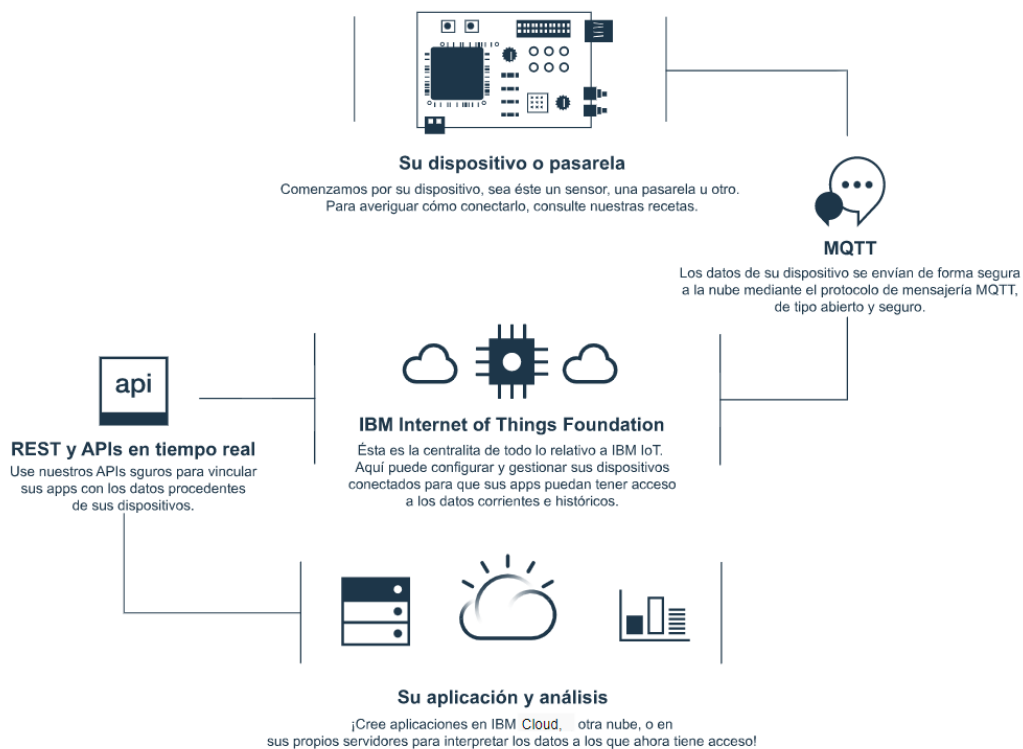 Su dispositivo o pasarela
Comenzamos por su dispositivo, sea éste un sensor, una pasarela u otro.
Para averiguar cómo conectarlo, consulte nuestras recetas.
MQTT
Los datos de su dispositivo se envían de forma segura
a la nube mediante el protocolo de mensajería MQTT,
de tipo abierto y seguro.
api
REST y APIs en tiempo real
Use nuestros APIs sguros para vincular
sus apps con los datos procedentes
de sus dispositivos.
IBM Internet of Things Foundation
Ésta es la centralita de todo lo relativo a IBM IoT.
Aquí puede configurar y gestionar sus dispositivos
conectados para que sus apps puedan tener acceso
a los datos corrientes e históricos.
Su aplicación y análisis
¡Cree aplicaciones en IBM Cloud, otra nube, o en
sus propios servidores para interpretar los datos a los que ahora tiene acceso!